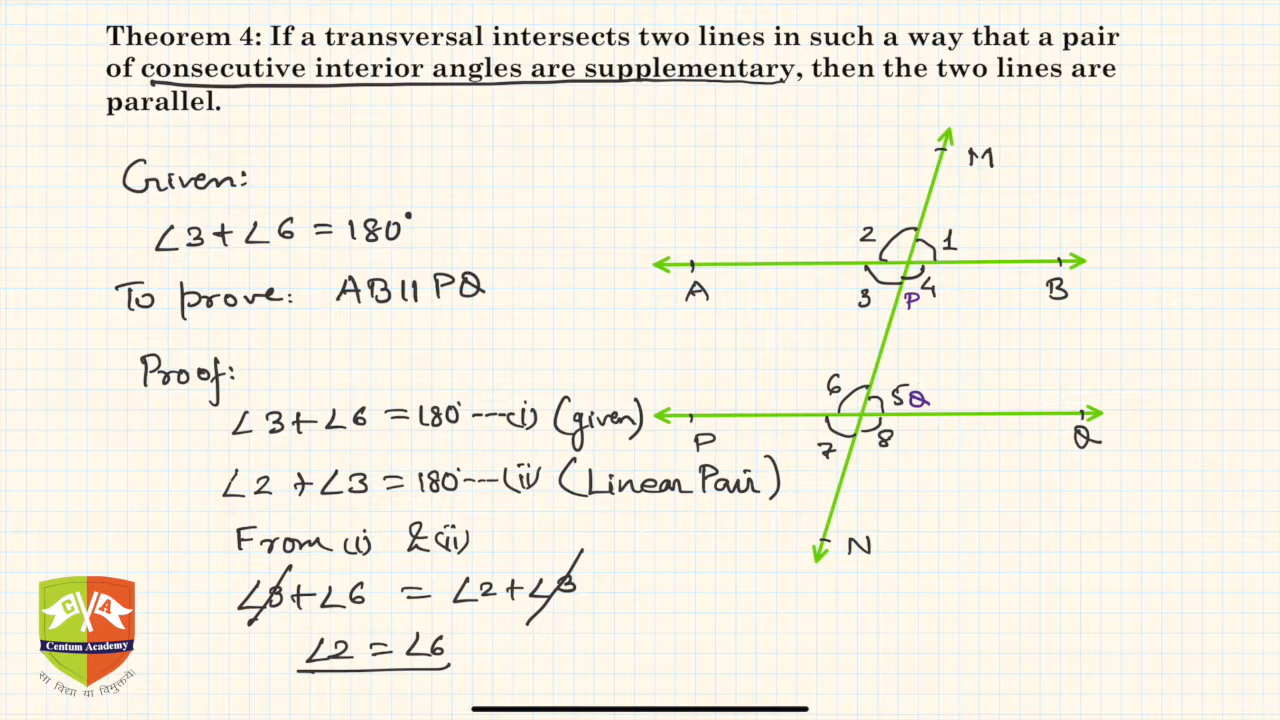 Theorem 4: If a transversal intersects two lines in such a way that a pair
of consecutive interior angles are supplementary, then the two lines are
parallel.
Given:
∠3+∠6 = 180°
To prove: AB || PQ
Proof:
∠3+∠6 = 180° ---(i) (given)
∠2 + ∠3 = 180° ---(ii) (Linear Pair)
From (i) & (ii)
∠3+∠6 = ∠2+∠3
∠2 = ∠6
M
2
1
A
3
P
4
B
6
5
Q
P
7
8
Q
N
C A
Centum Academy
सा विद्या या विमुक्तये।